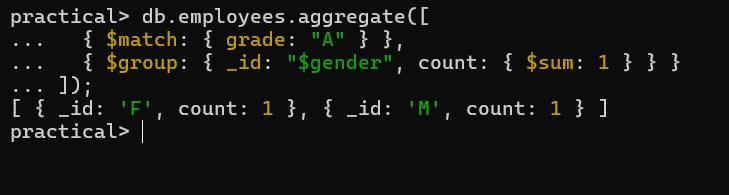 practical> db.employees.aggregate([
...   { $match: { grade: "A" } },
...   { $group: { _id: "$gender", count: { $sum: 1 } } }
... ]);
[ { _id: 'F', count: 1 }, { _id: 'M', count: 1 } ]
practical>